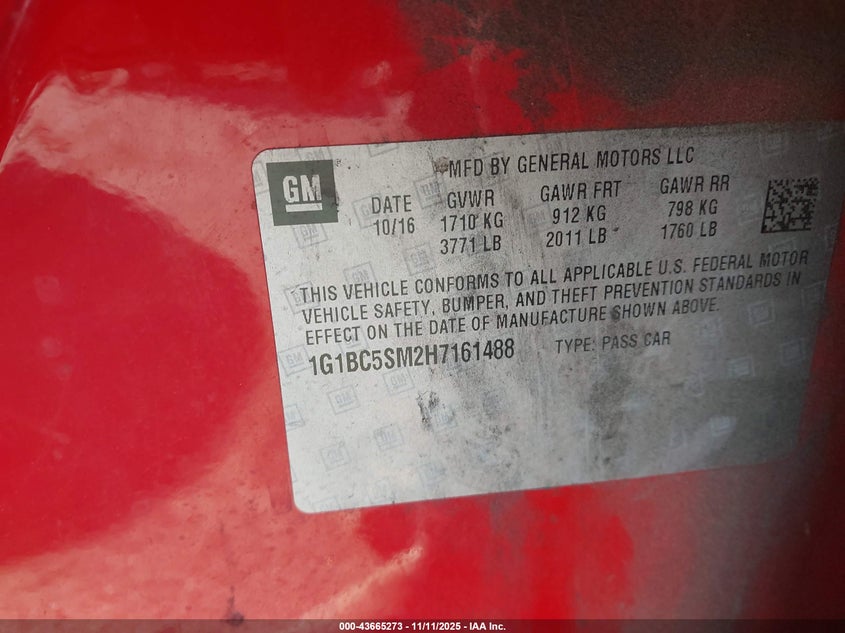 GM
MFD BY GENERAL MOTORS LLC
DATE GVWR GAWR FRT GAWR RR
10/16 1710 KG 912 KG 798 KG
3771 LB 2011 LB 1760 LB
THIS VEHICLE CONFORMS TO ALL APPLICABLE U.S. FEDERAL MOTOR
VEHICLE SAFETY, BUMPER, AND THEFT PREVENTION STANDARDS IN
EFFECT ON THE DATE OF MANUFACTURE SHOWN ABOVE.
1G1BC5SM2H7161488 TYPE: PASS CAR
000-43665273 - 11/11/2025 - IAA Inc.